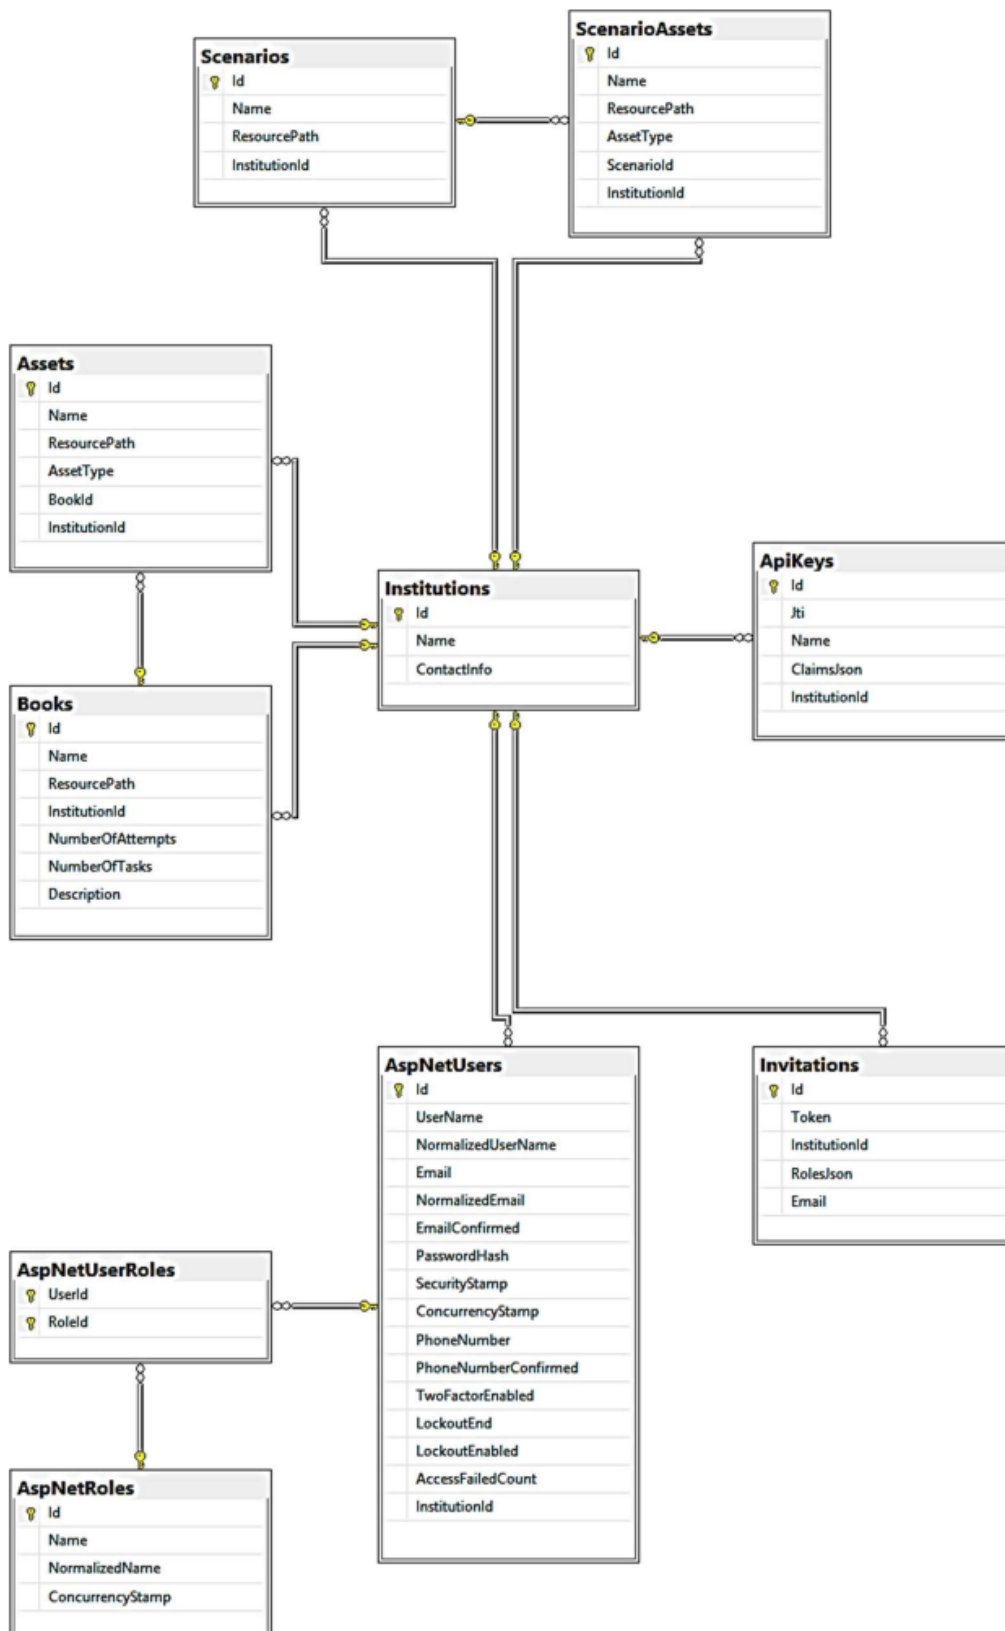 Scenarios
Id
Name
ResourcePath
InstitutionId
ScenarioAssets
Id
Name
ResourcePath
AssetType
ScenarioId
InstitutionId
Assets
Id
Name
ResourcePath
AssetType
BookId
InstitutionId
Institutions
Id
Name
ContactInfo
ApiKeys
Id
Jti
Name
ClaimsJson
InstitutionId
Books
Id
Name
ResourcePath
InstitutionId
NumberOfAttempts
NumberOfTasks
Description
AspNetUsers
Id
UserName
NormalizedUserName
Email
NormalizedEmail
EmailConfirmed
PasswordHash
SecurityStamp
ConcurrencyStamp
PhoneNumber
PhoneNumberConfirmed
TwoFactorEnabled
LockoutEnd
LockoutEnabled
AccessFailedCount
InstitutionId
Invitations
Id
Token
InstitutionId
RolesJson
Email
AspNetUserRoles
UserId
RoleId
AspNetRoles
Id
Name
NormalizedName
ConcurrencyStamp